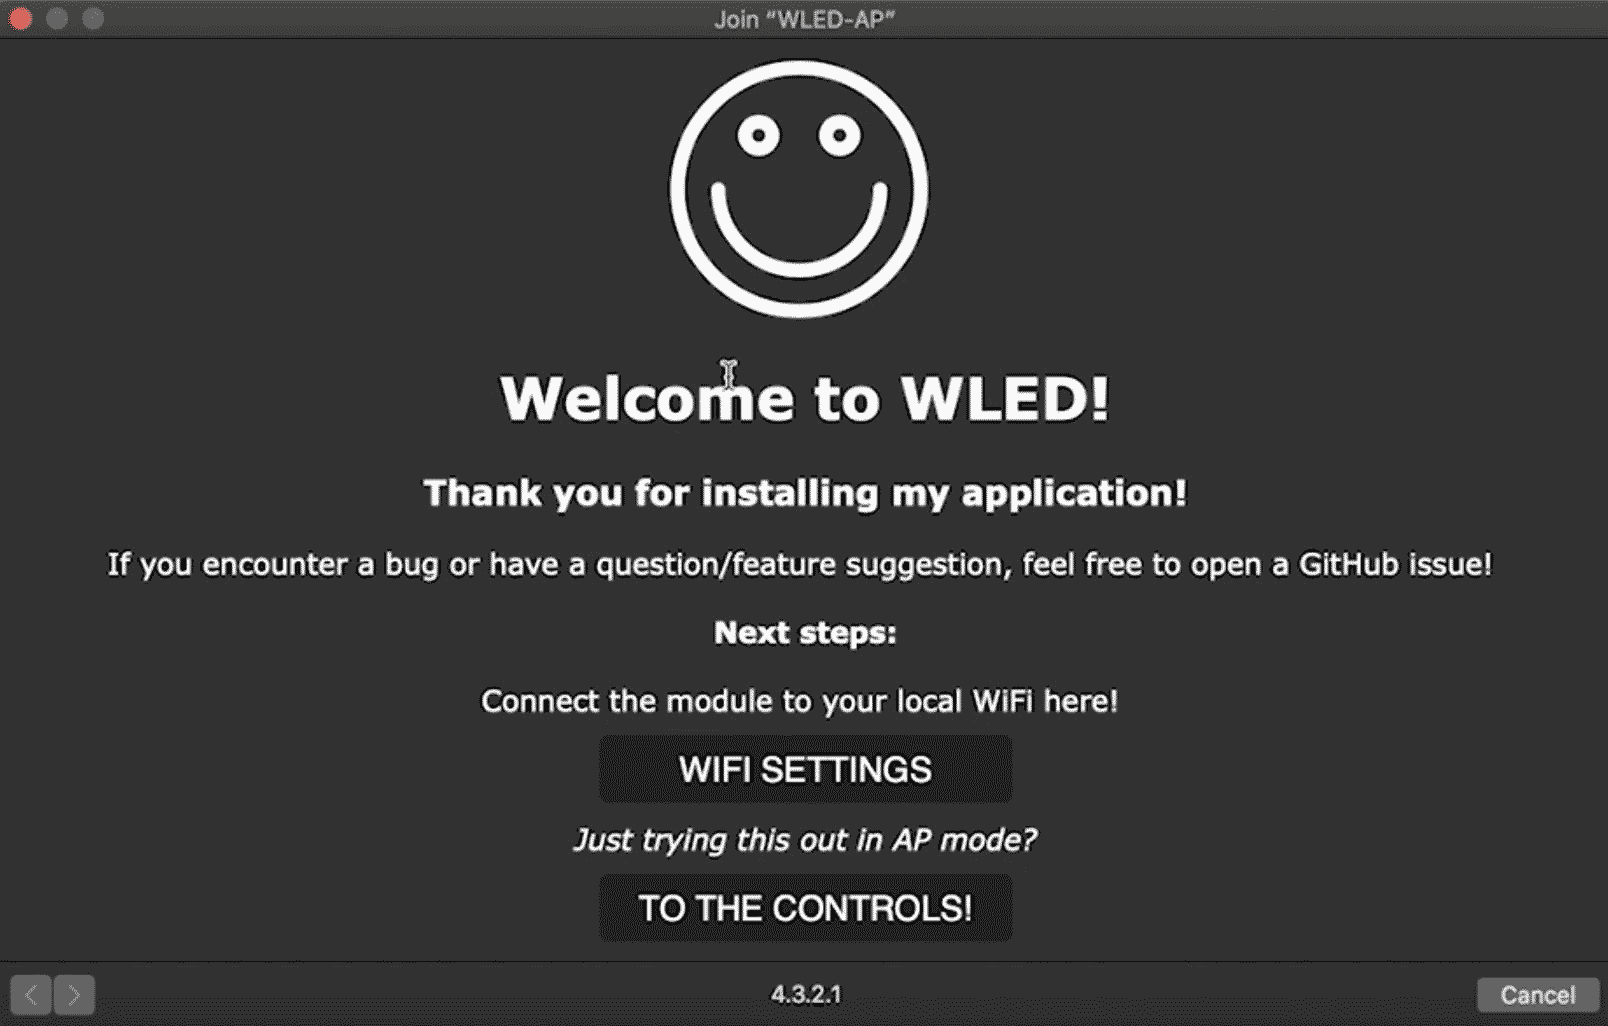 Join “WLED-AP”
Welcome to WLED!
Thank you for installing my application!
If you encounter a bug or have a question/feature suggestion, feel free to open a GitHub issue!
Next steps:
Connect the module to your local WiFi here!
WIFI SETTINGS
Just trying this out in AP mode?
TO THE CONTROLS!
4.3.2.1
Cancel